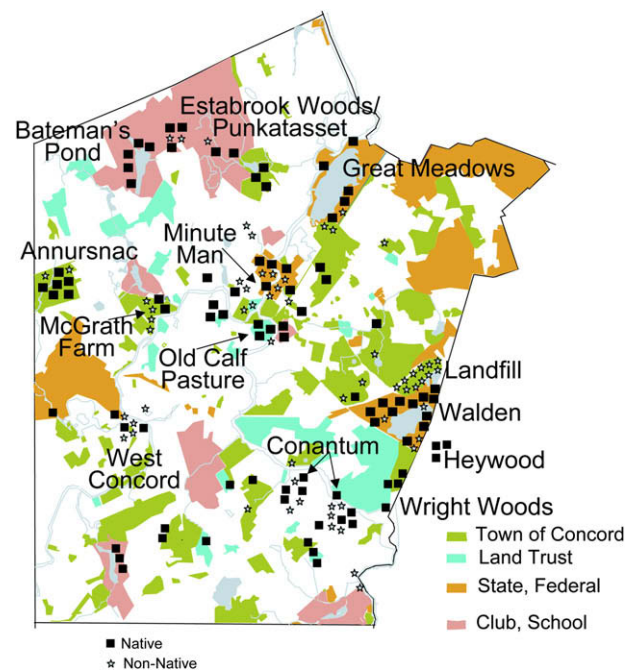 Estabrook Woods/
Punkatasset
Bateman's
Pond
Great Meadows
Minute
Man
Annursnac
McGrath
Farm
Old Calf
Pasture
Landfill
Walden
Conantum
Heywood
West
Concord
Wright Woods
Town of Concord
Land Trust
State, Federal
Club, School
Native
Non-Native